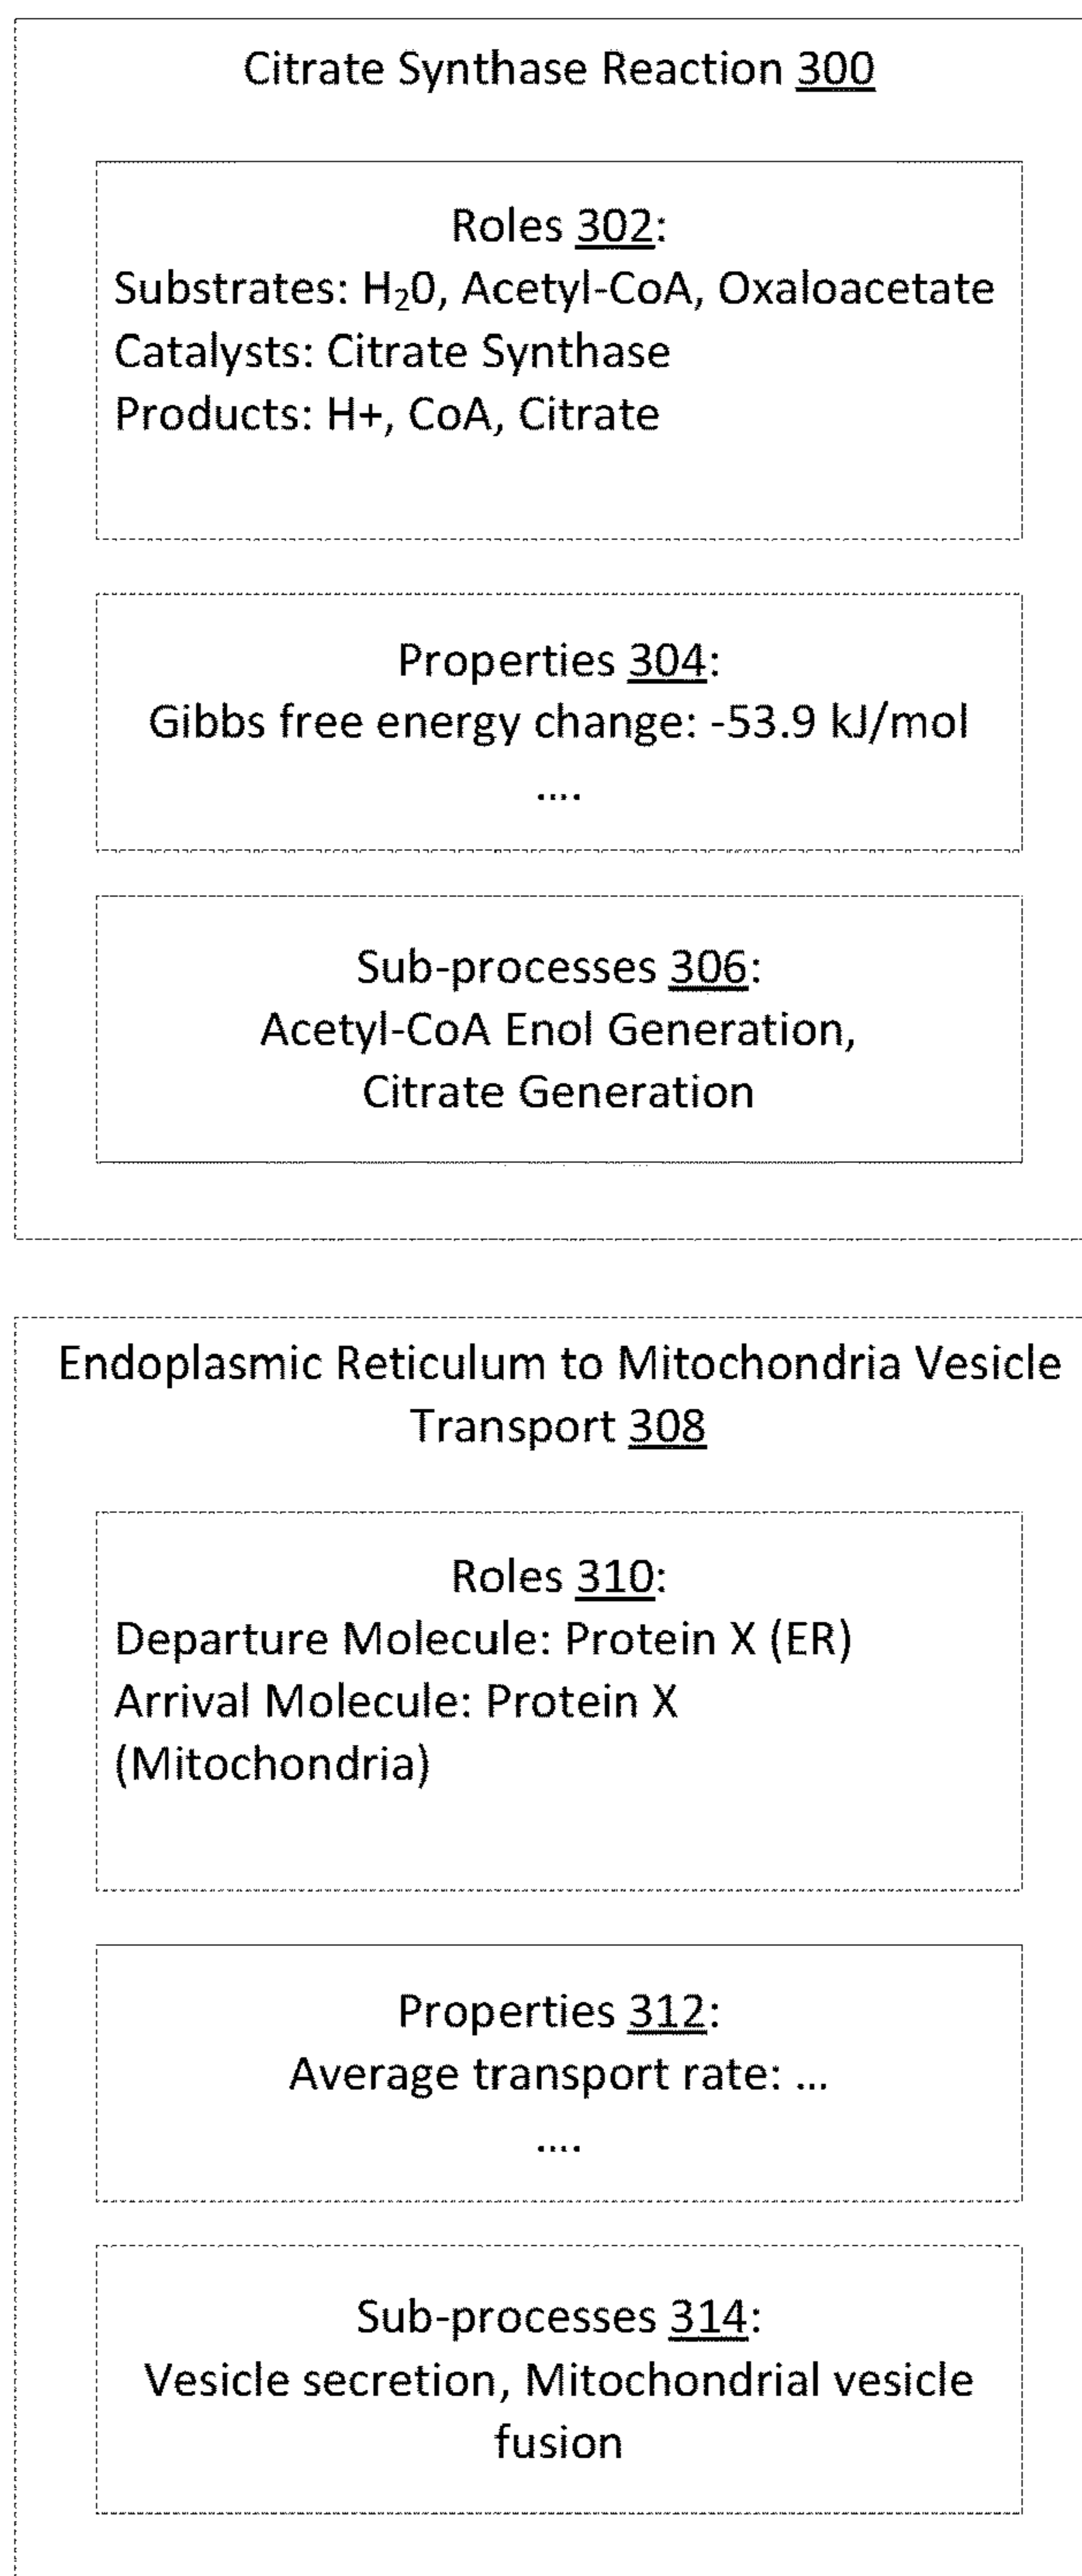 Citrate Synthase Reaction 300
Roles 302:
Substrates: H₂0, Acetyl-CoA, Oxaloacetate
Catalysts: Citrate Synthase
Products: H+, CoA, Citrate
Properties 304:
Gibbs free energy change: -53.9 kJ/mol
....
Sub-processes 306:
Acetyl-CoA Enol Generation,
Citrate Generation
Endoplasmic Reticulum to Mitochondria Vesicle
Transport 308
Roles 310:
Departure Molecule: Protein X (ER)
Arrival Molecule: Protein X
(Mitochondria)
Properties 312:
Average transport rate: ...
....
Sub-processes 314:
Vesicle secretion, Mitochondrial vesicle
fusion